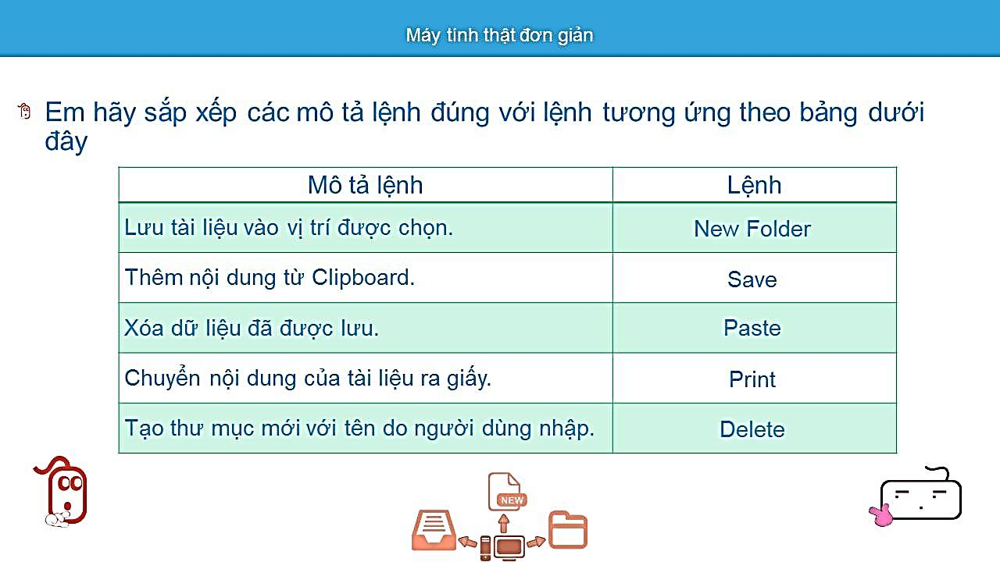 Máy tính thật đơn giản
Em hãy sắp xếp các mô tả lệnh đúng với lệnh tương ứng theo bảng dưới
đây
Mô tả lệnh Lệnh
Lưu tài liệu vào vị trí được chọn. New Folder
Thêm nội dung từ Clipboard. Save
Xóa dữ liệu đã được lưu. Paste
Chuyển nội dung của tài liệu ra giấy. Print
Tạo thư mục mới với tên do người dùng nhập. Delete
NEW